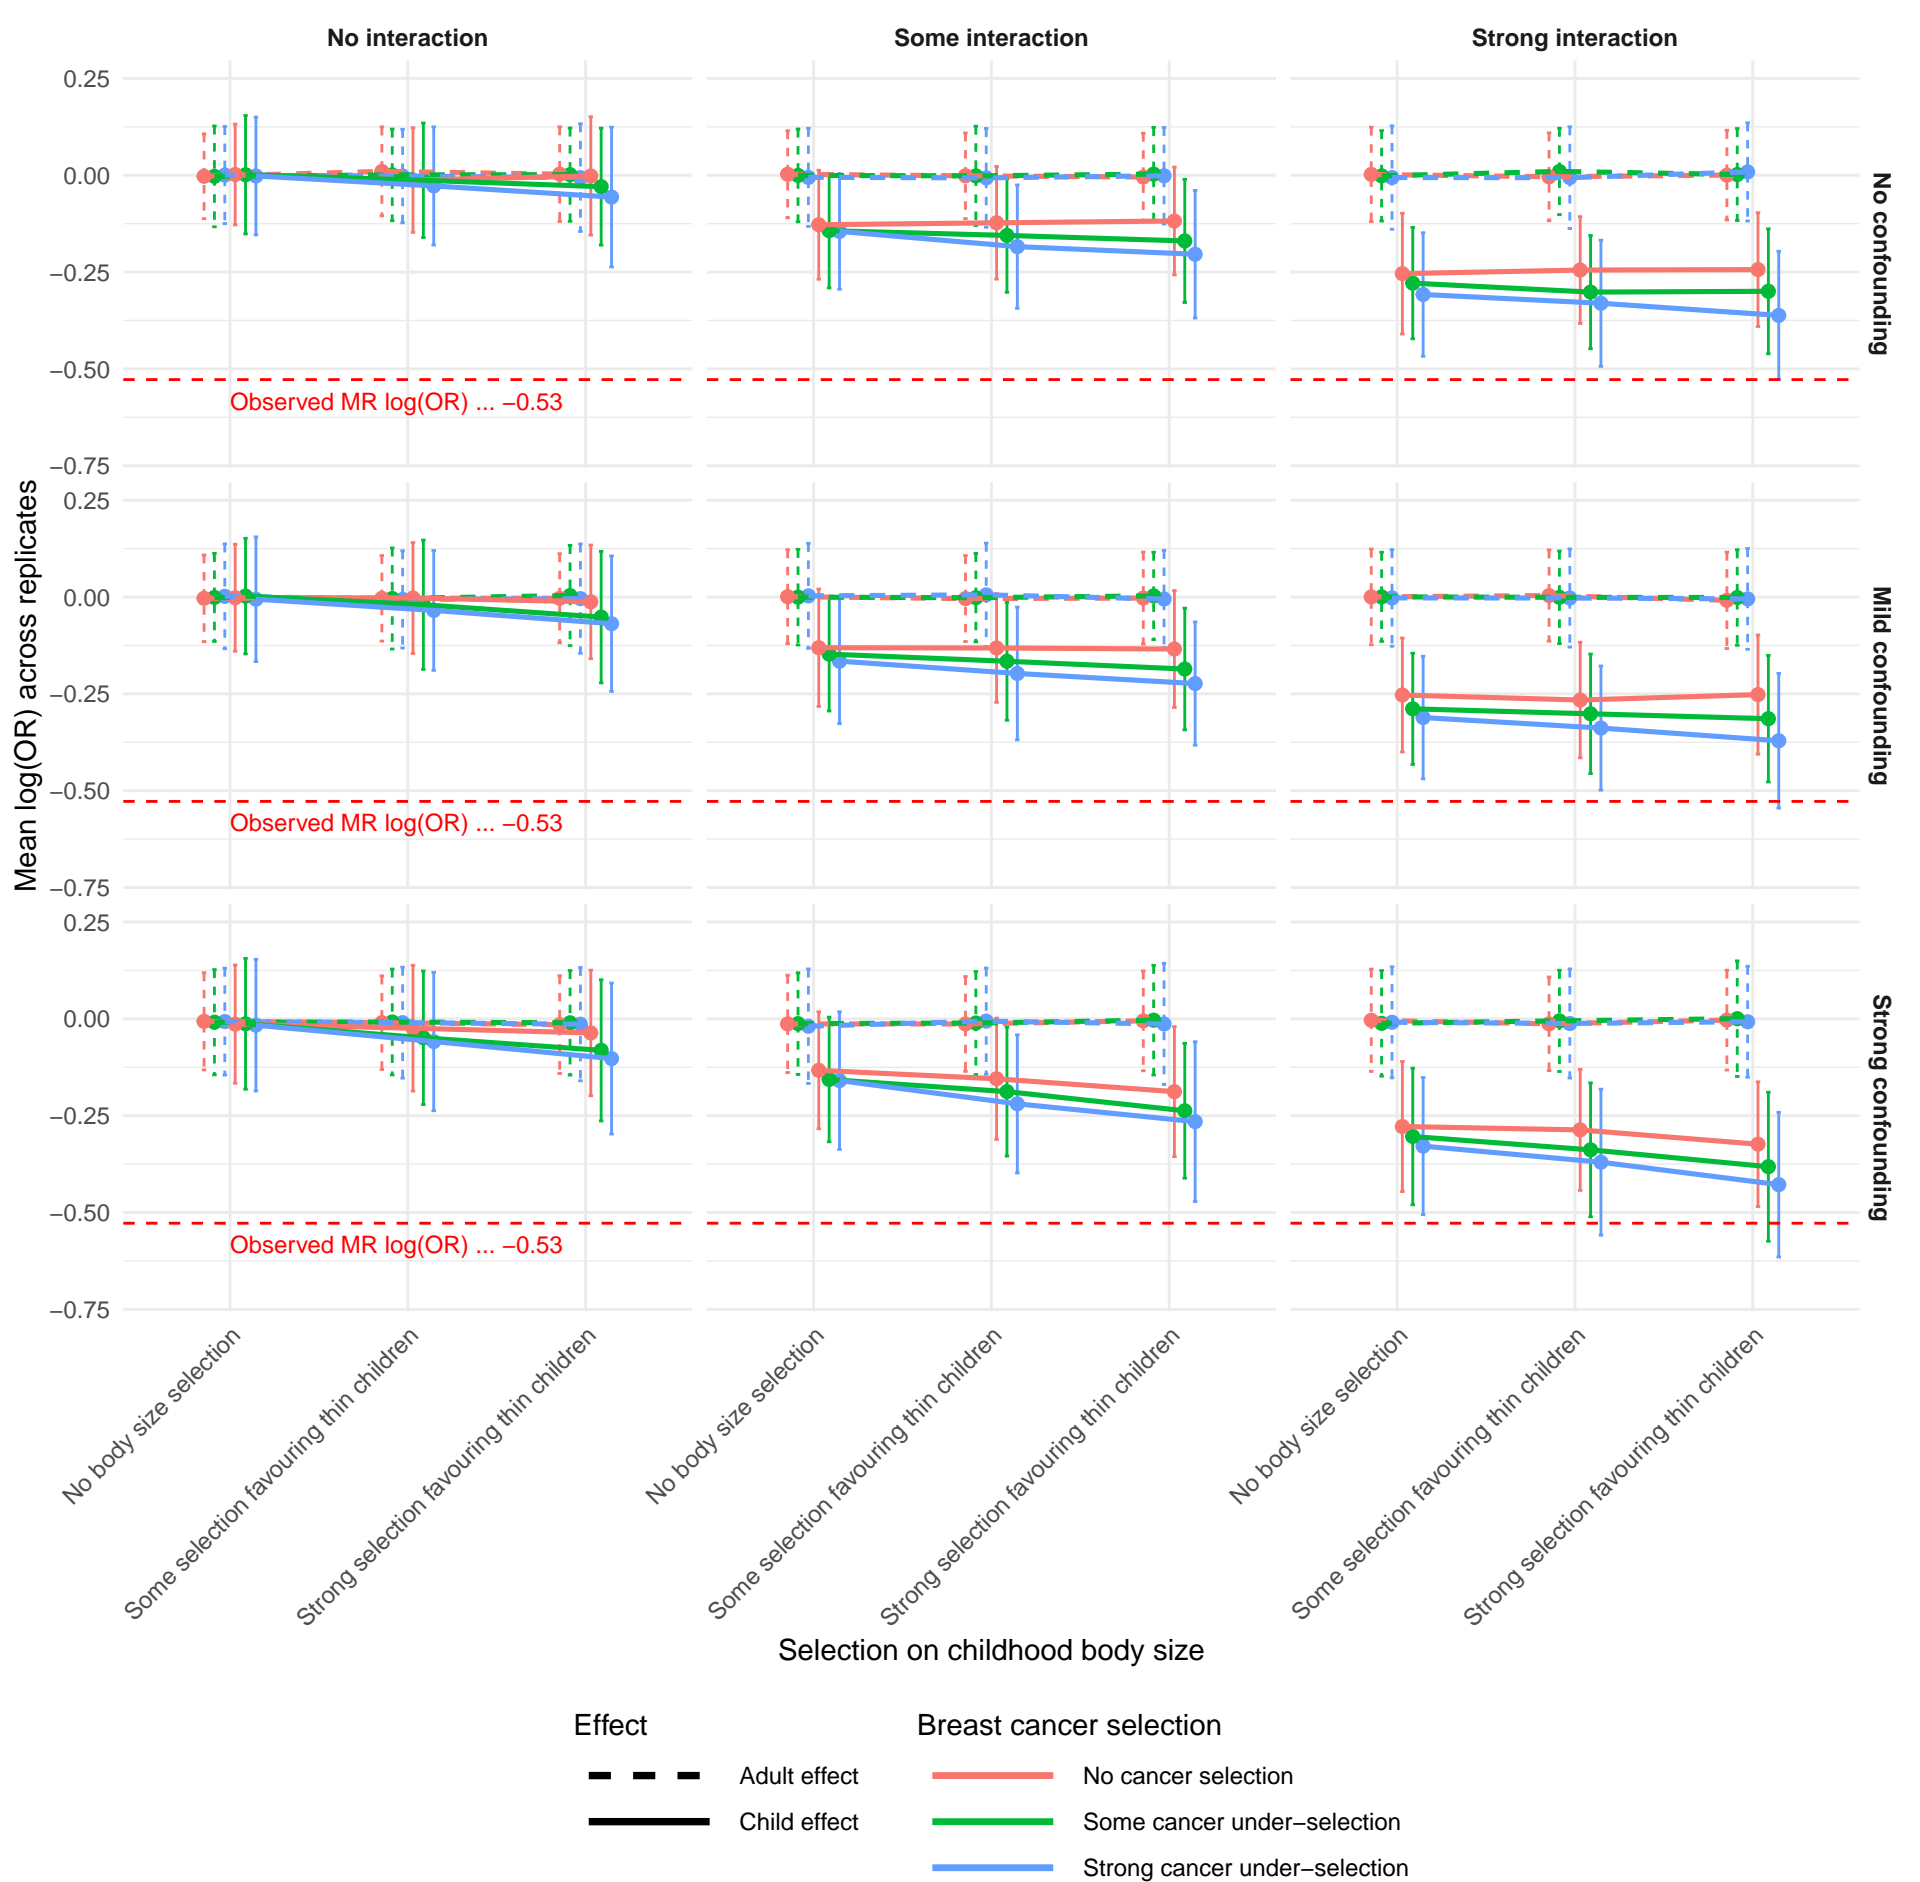 No interaction
Some interaction
Strong interaction
0.25
0.00
−0.25
−0.50
−0.75
Observed MR log(OR) ... −0.53
No confounding
0.25
0.00
−0.25
−0.50
−0.75
Observed MR log(OR) ... −0.53
Mild confounding
0.25
0.00
−0.25
−0.50
−0.75
Observed MR log(OR) ... −0.53
Strong confounding
Mean log(OR) across replicates
No body size selection
Some selection favouring thin children
Strong selection favouring thin children
No body size selection
Some selection favouring thin children
Strong selection favouring thin children
No body size selection
Some selection favouring thin children
Strong selection favouring thin children
Selection on childhood body size
Effect
Adult effect
Child effect
Breast cancer selection
No cancer selection
Some cancer under−selection
Strong cancer under−selection